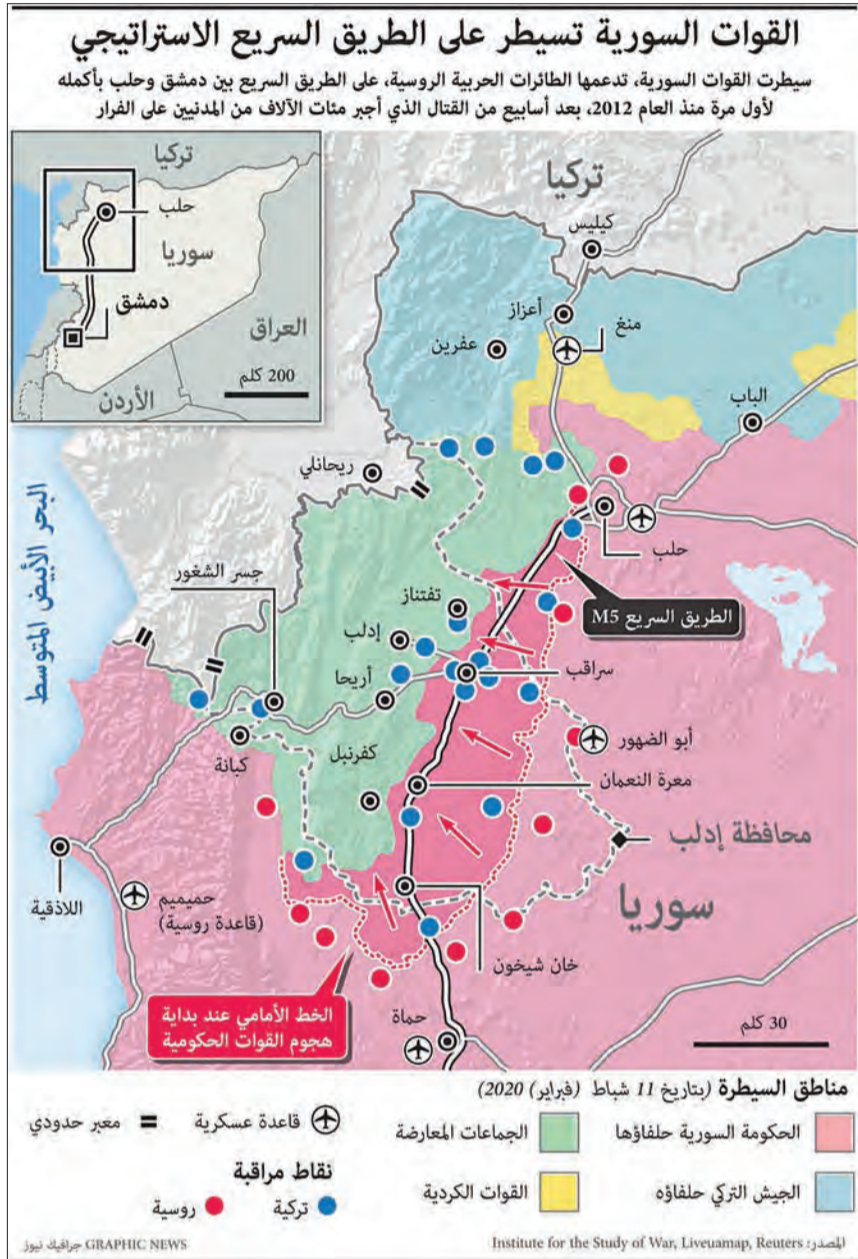 القوات السورية تسيطر على الطريق السريع الاستراتيجي
سيطرت القوات السورية، تدعمها الطائرات الحربية الروسية، على الطريق السريع بين دمشق وحلب بأكمله
لأول مرة منذ العام 2012، بعد أسابيع من القتال الذي أجبر مئات الآلاف من المدنيين على الفرار
تركيا
حلب
سوريا
دمشق
العراق
200 كلم
الأردن
تركيا
كيليس
أعزاز
منغ
عفرين
الباب
ريحانلي
البحر الأبيض المتوسط
حلب
جسر الشغور
تفتناز
الطريق السريع M5
إدلب
سراقب
أريحا
أبو الضهور
كبانة
كفرنبل
معرة النعمان
محافظة إدلب
سوريا
اللاذقية
حميميم
(قاعدة روسية)
خان شيخون
الخط الأمامي عند بداية
هجوم القوات الحكومية
حماة
30 كلم
مناطق السيطرة (بتاريخ 11 شباط (فبراير) 2020)
الحكومة السورية حلفاؤها
الجماعات المعارضة
قاعدة عسكرية
معبر حدودي
الجيش التركي حلفاؤه
القوات الكردية
نقاط مراقبة
تركية
روسية
المصدر: Institute for the Study of War, Liveuamap, Reuters
GRAPHIC NEWS جرافيك نيوز